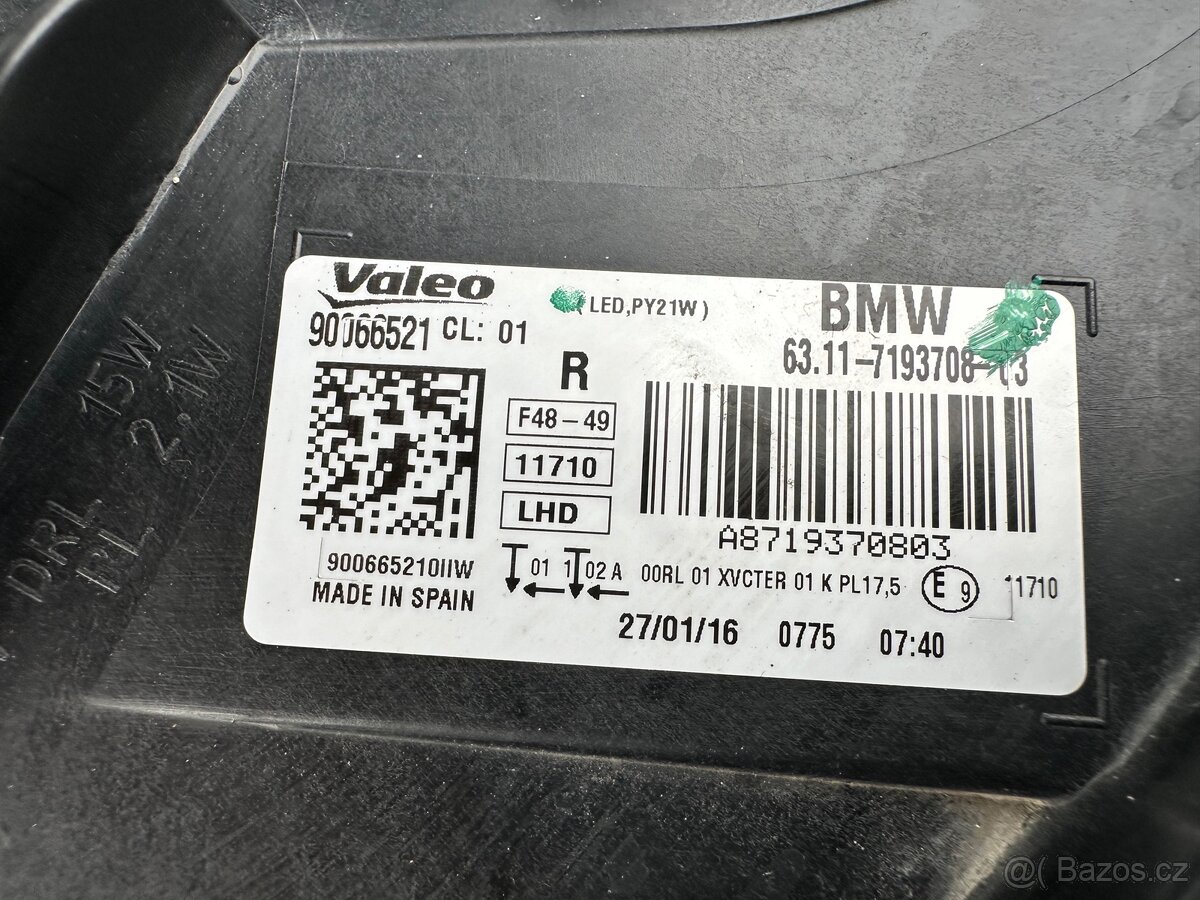 Valeo
90066521 CL: 01
(LED,PY21W)
BMW
63.11-7193708-03
R
F48-49
11710
LHD
A8719370803
900665210IIW
MADE IN SPAIN
01 1 02 A 00RL 01 XVCTER 01 K PL17,5 E 9 11710
27/01/16 0775 07:40
15W
2.1W
DRL
@( Bazos.cz